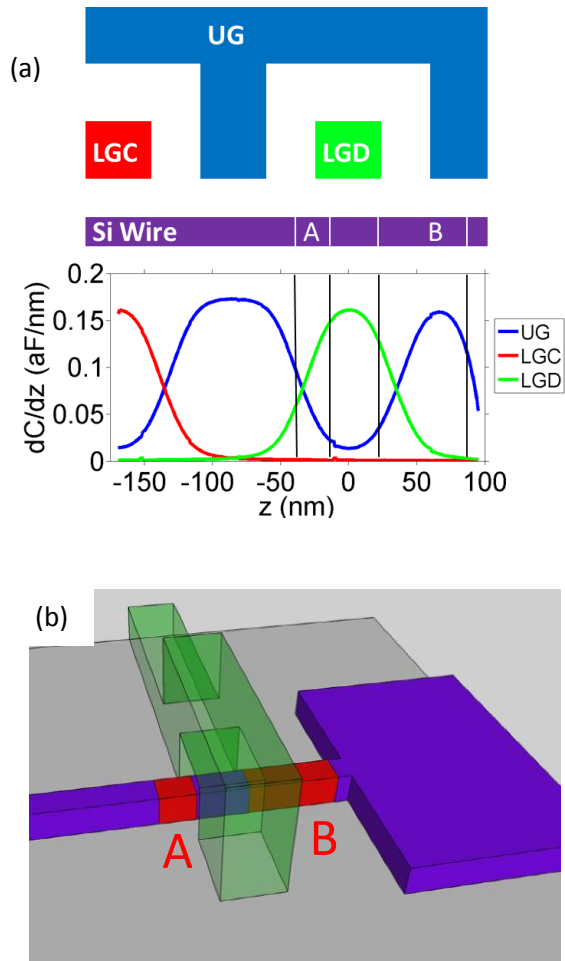 (a)
UG
LGC
LGD
Si Wire A B
0.2
0.15
0.1
0.05
0
dC/dz (aF/nm)
-150 -100 -50 0 50 100
z (nm)
UG
LGC
LGD
(b)
A
B